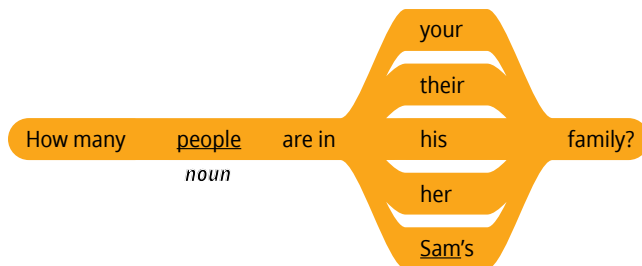 your
their
How many people are in his family?
noun
her
Sam's